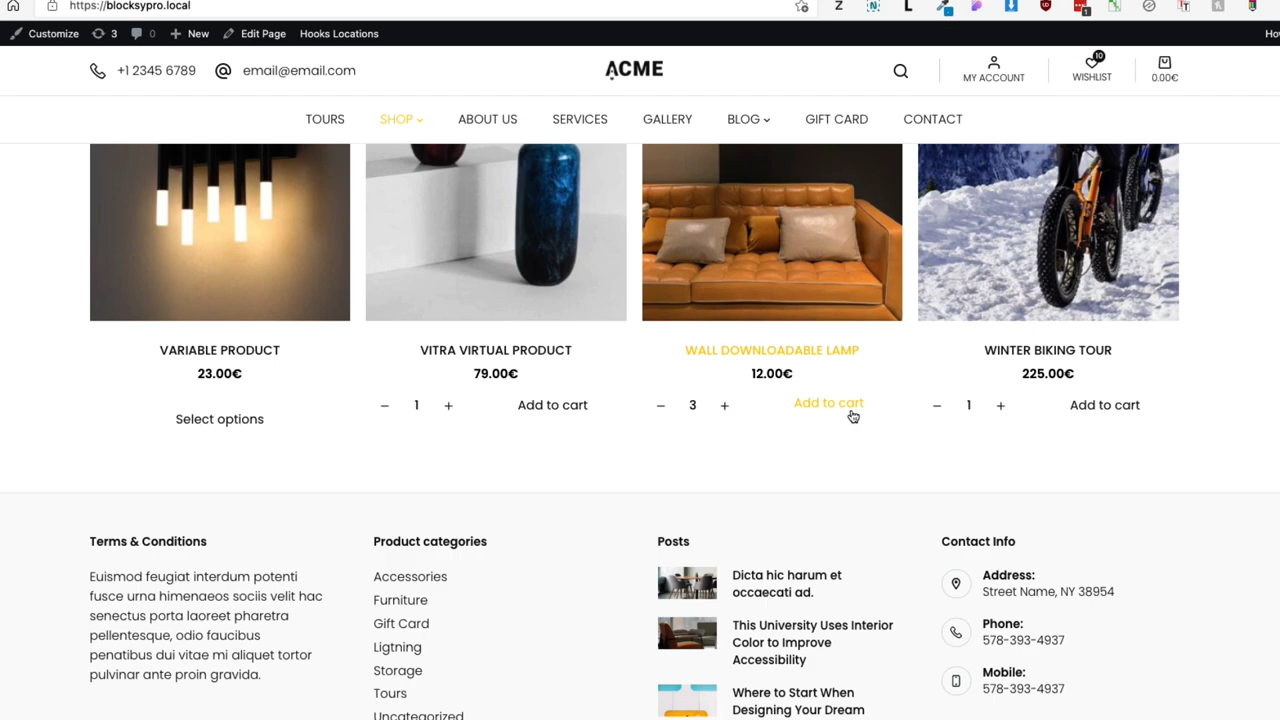 https://blocksypro.local
Customize 3 0 New Edit Page Hooks Locations
+1 2345 6789 email@email.com
ACME
MY ACCOUNT
10
WISHLIST
0.00€
TOURS SHOP ABOUT US SERVICES GALLERY BLOG GIFT CARD CONTACT
VARIABLE PRODUCT
23.00€
Select options
VITRA VIRTUAL PRODUCT
79.00€
− 1 + Add to cart
WALL DOWNLOADABLE LAMP
12.00€
− 3 + Add to cart
WINTER BIKING TOUR
225.00€
− 1 + Add to cart
Terms & Conditions
Euismod feugiat interdum potenti
fusce urna himenaeos sociis velit hac
senectus porta laoreet pharetra
pellentesque, odio faucibus
penatibus dui vitae mi aliquet tortor
pulvinar ante proin gravida.
Product categories
Accessories
Furniture
Gift Card
Ligtning
Storage
Tours
Uncategorized
Posts
Dicta hic harum et
occaecati ad.
This University Uses Interior
Color to Improve
Accessibility
Where to Start When
Designing Your Dream
Contact Info
Address:
Street Name, NY 38954
Phone:
578-393-4937
Mobile:
578-393-4937